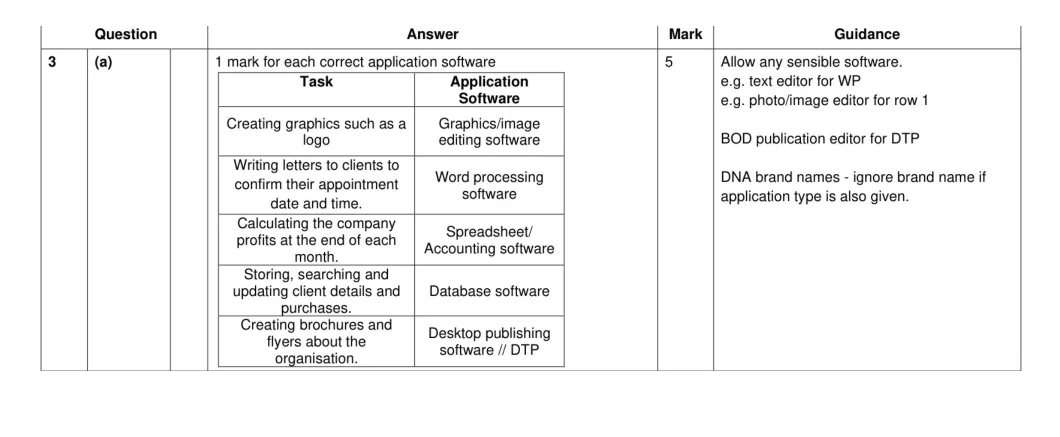 Question Answer Mark Guidance
3 (a) 1 mark for each correct application software 5 Allow any sensible software.
e.g. text editor for WP
e.g. photo/image editor for row 1
BOD publication editor for DTP
DNA brand names - ignore brand name if
application type is also given.
Task Application
Software
Creating graphics such as a
logo
Graphics/image
editing software
Writing letters to clients to
confirm their appointment
date and time.
Word processing
software
Calculating the company
profits at the end of each
month.
Spreadsheet/
Accounting software
Storing, searching and
updating client details and
purchases.
Database software
Creating brochures and
flyers about the
organisation.
Desktop publishing
software // DTP